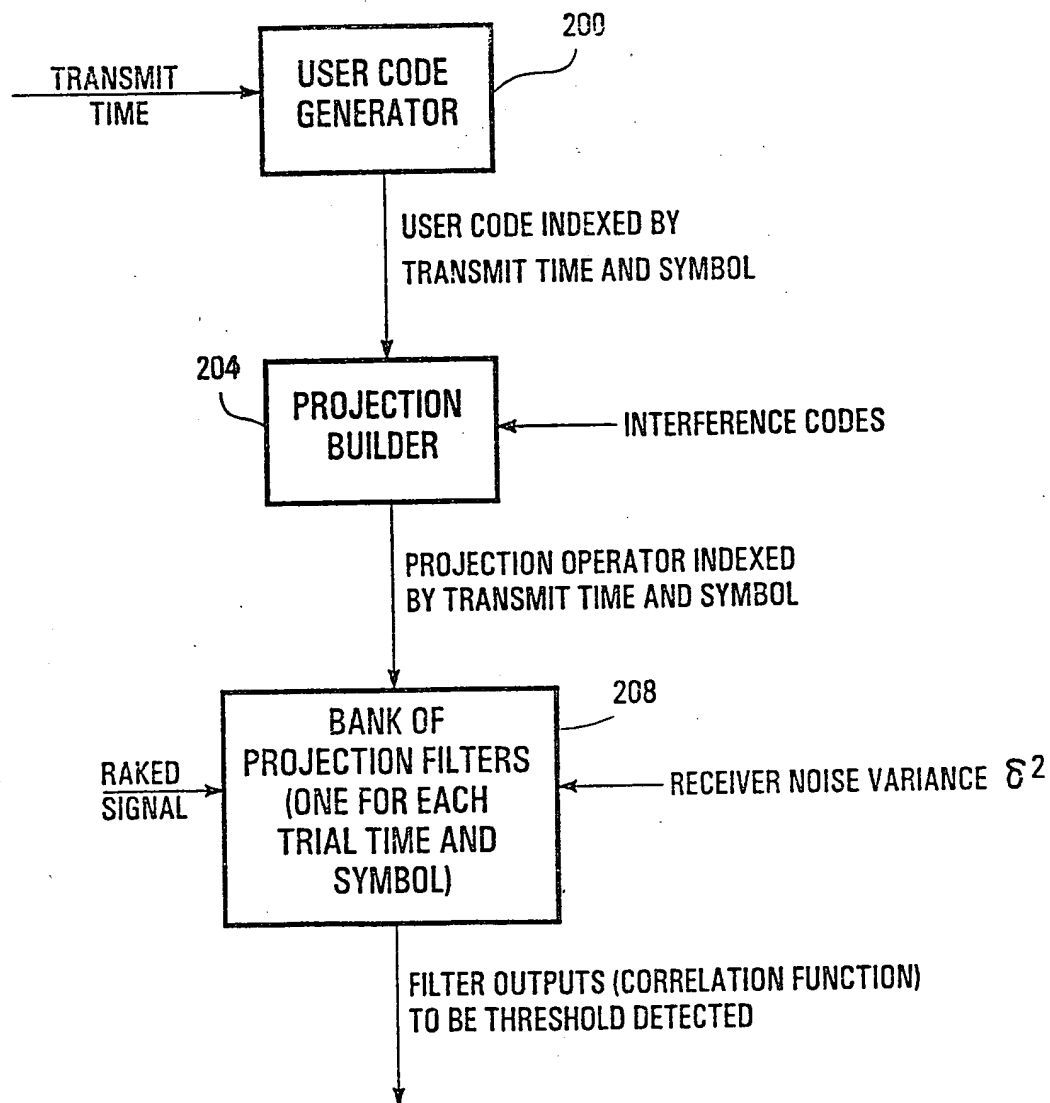 200
USER CODE
GENERATOR
TRANSMIT
TIME
USER CODE INDEXED BY
TRANSMIT TIME AND SYMBOL
204
PROJECTION
BUILDER
INTERFERENCE CODES
PROJECTION OPERATOR INDEXED
BY TRANSMIT TIME AND SYMBOL
208
BANK OF
PROJECTION FILTERS
(ONE FOR EACH
TRIAL TIME AND
SYMBOL)
RAKED
SIGNAL
RECEIVER NOISE VARIANCE δ²
FILTER OUTPUTS (CORRELATION FUNCTION)
TO BE THRESHOLD DETECTED